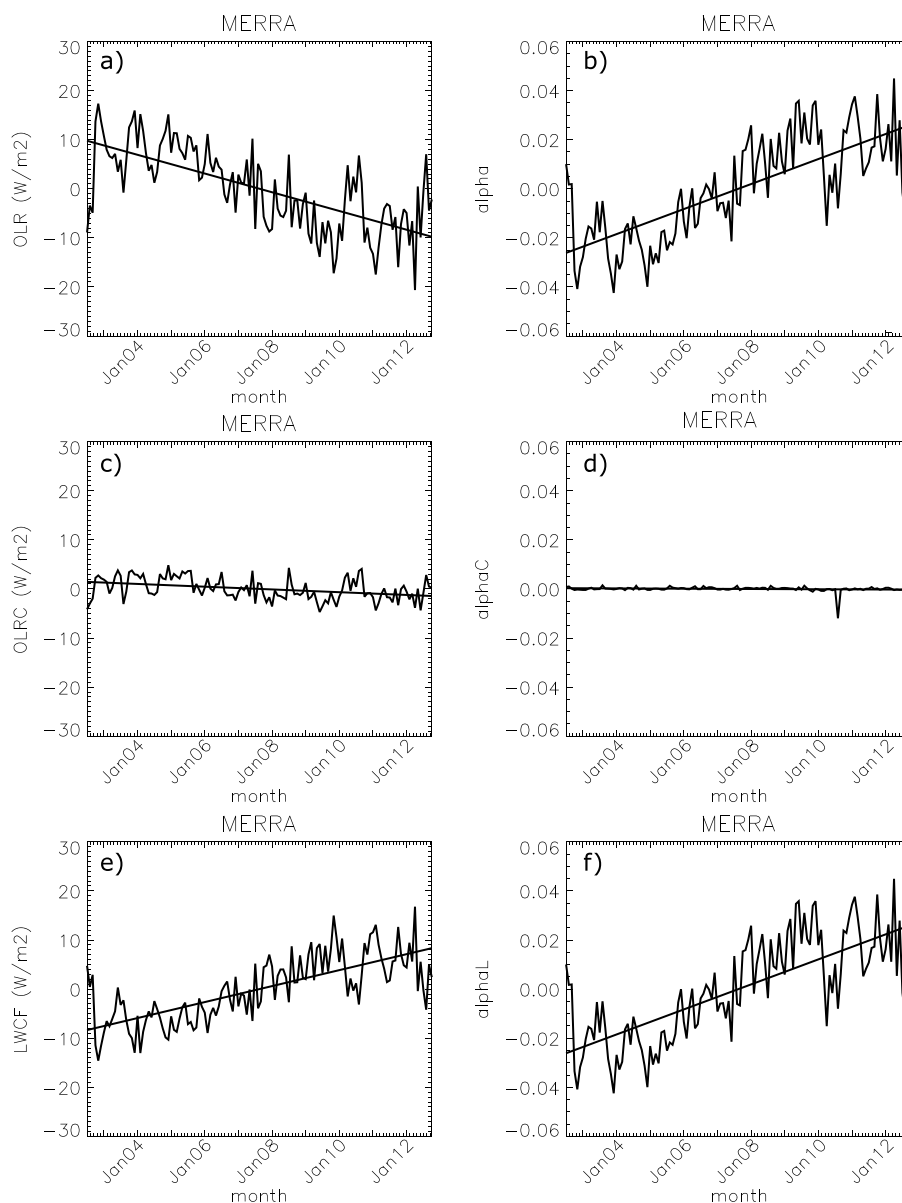 MERRA
a)
OLR (W/m2)
30
20
10
0
−10
−20
−30
Jan04
Jan06
Jan08
Jan10
Jan12
month
MERRA
b)
alpha
0.06
0.04
0.02
0.00
−0.02
−0.04
−0.06
Jan04
Jan06
Jan08
Jan10
Jan12
month
MERRA
c)
OLRC (W/m2)
30
20
10
0
−10
−20
−30
Jan04
Jan06
Jan08
Jan10
Jan12
month
MERRA
d)
alphaC
0.06
0.04
0.02
0.00
−0.02
−0.04
−0.06
Jan04
Jan06
Jan08
Jan10
Jan12
month
MERRA
e)
LWCF (W/m2)
30
20
10
0
−10
−20
−30
Jan04
Jan06
Jan08
Jan10
Jan12
month
MERRA
f)
alphaL
0.06
0.04
0.02
0.00
−0.02
−0.04
−0.06
Jan04
Jan06
Jan08
Jan10
Jan12
month